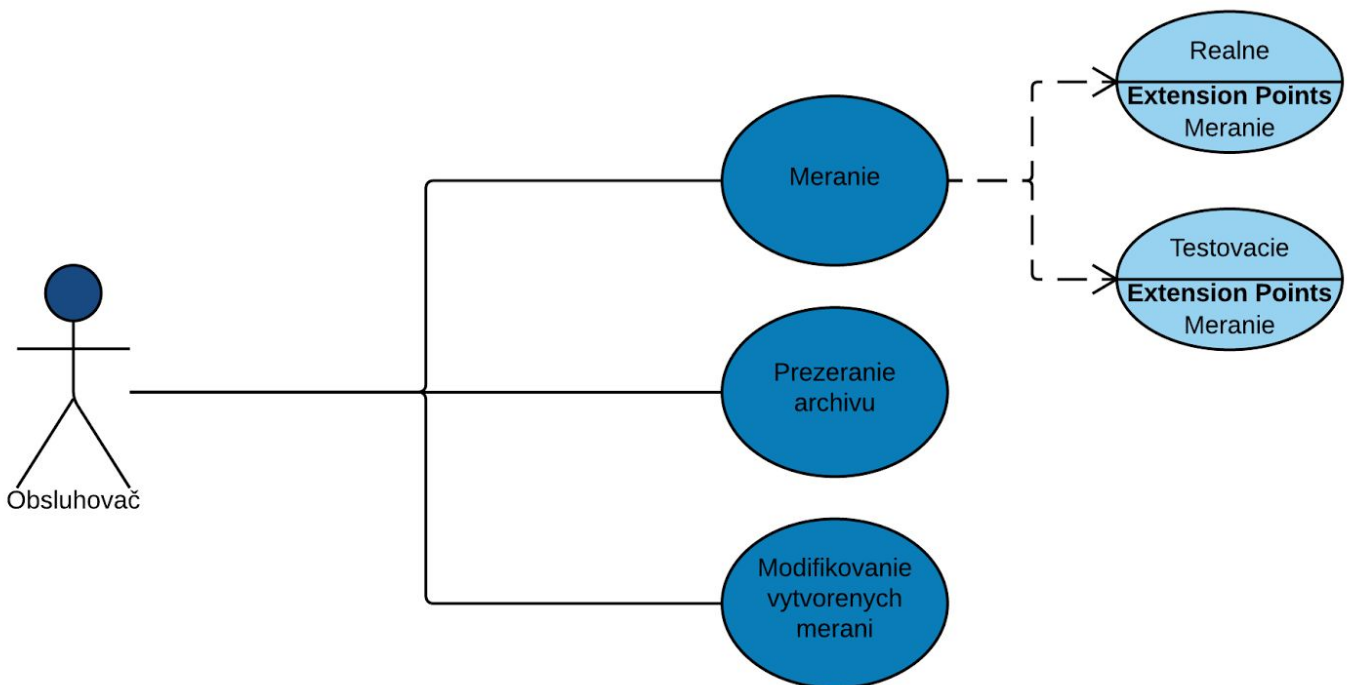 Realne
Extension Points
Meranie
Meranie
Testovacie
Extension Points
Meranie
Prezeranie
archivu
Obsluhovač
Modifikovanie
vytvorenych
merani